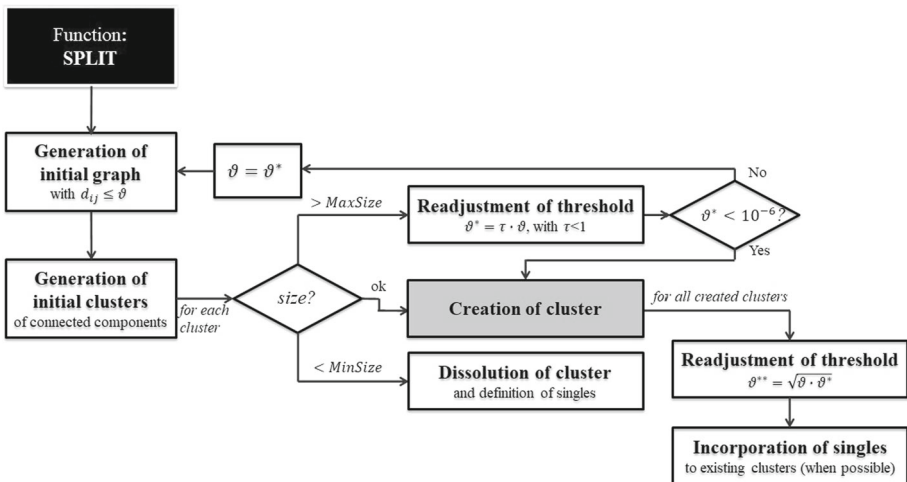 Function:
SPLIT
Generation of
initial graph
with d_{ij} ≤ ϑ
ϑ = ϑ*
No
> MaxSize
Readjustment of threshold
ϑ* = τ · ϑ, with τ<1
ϑ* < 10^{-6}?
Yes
Generation of
initial clusters
of connected components
for each
cluster
size?
ok
Creation of cluster
for all created clusters
< MinSize
Dissolution of cluster
and definition of singles
Readjustment of threshold
ϑ** = √(ϑ · ϑ*)
Incorporation of singles
to existing clusters (when possible)